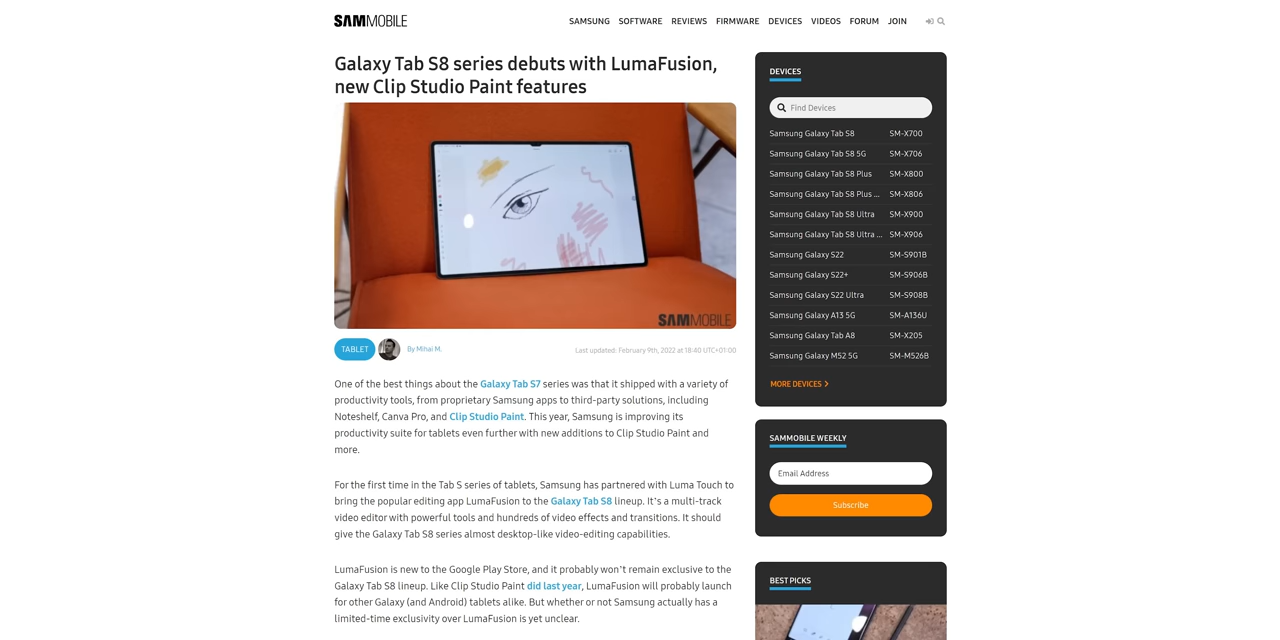 SAMMOBILE
SAMSUNG SOFTWARE REVIEWS FIRMWARE DEVICES VIDEOS FORUM JOIN
Galaxy Tab S8 series debuts with LumaFusion,
new Clip Studio Paint features
SAMMOBILE
TABLET
By Mihai M.
Last updated: February 9th, 2022 at 18:40 UTC+01:00
One of the best things about the Galaxy Tab S7 series was that it shipped with a variety of
productivity tools, from proprietary Samsung apps to third-party solutions, including
Noteshelf, Canva Pro, and Clip Studio Paint. This year, Samsung is improving its
productivity suite for tablets even further with new additions to Clip Studio Paint and
more.
For the first time in the Tab S series of tablets, Samsung has partnered with Luma Touch to
bring the popular editing app LumaFusion to the Galaxy Tab S8 lineup. It's a multi-track
video editor with powerful tools and hundreds of video effects and transitions. It should
give the Galaxy Tab S8 series almost desktop-like video-editing capabilities.
LumaFusion is new to the Google Play Store, and it probably won't remain exclusive to the
Galaxy Tab S8 lineup. Like Clip Studio Paint did last year, LumaFusion will probably launch
for other Galaxy (and Android) tablets alike. But whether or not Samsung actually has a
limited-time exclusivity over LumaFusion is yet unclear.
DEVICES
Find Devices
Samsung Galaxy Tab S8 SM-X700
Samsung Galaxy Tab S8 5G SM-X706
Samsung Galaxy Tab S8 Plus SM-X800
Samsung Galaxy Tab S8 Plus ... SM-X806
Samsung Galaxy Tab S8 Ultra SM-X900
Samsung Galaxy Tab S8 Ultra ... SM-X906
Samsung Galaxy S22 SM-S901B
Samsung Galaxy S22+ SM-S906B
Samsung Galaxy S22 Ultra SM-S908B
Samsung Galaxy A13 5G SM-A136U
Samsung Galaxy Tab A8 SM-X205
Samsung Galaxy M52 5G SM-M526B
MORE DEVICES
SAMMOBILE WEEKLY
Email Address
Subscribe
BEST PICKS